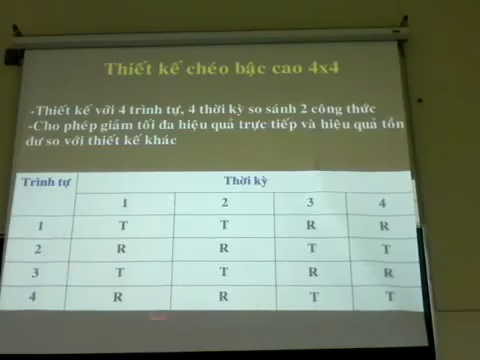 Thiết kế chéo bậc cao 4x4
-Thiết kế với 4 trình tự, 4 thời kỳ so sánh 2 công thức
-Cho phép giảm tối đa hiệu quả trực tiếp và hiệu quả tồn
dư so với thiết kế khác
Trình tự Thời kỳ
1 2 3 4
1 T T R R
2 R R T T
3 T T R R
4 R R T T